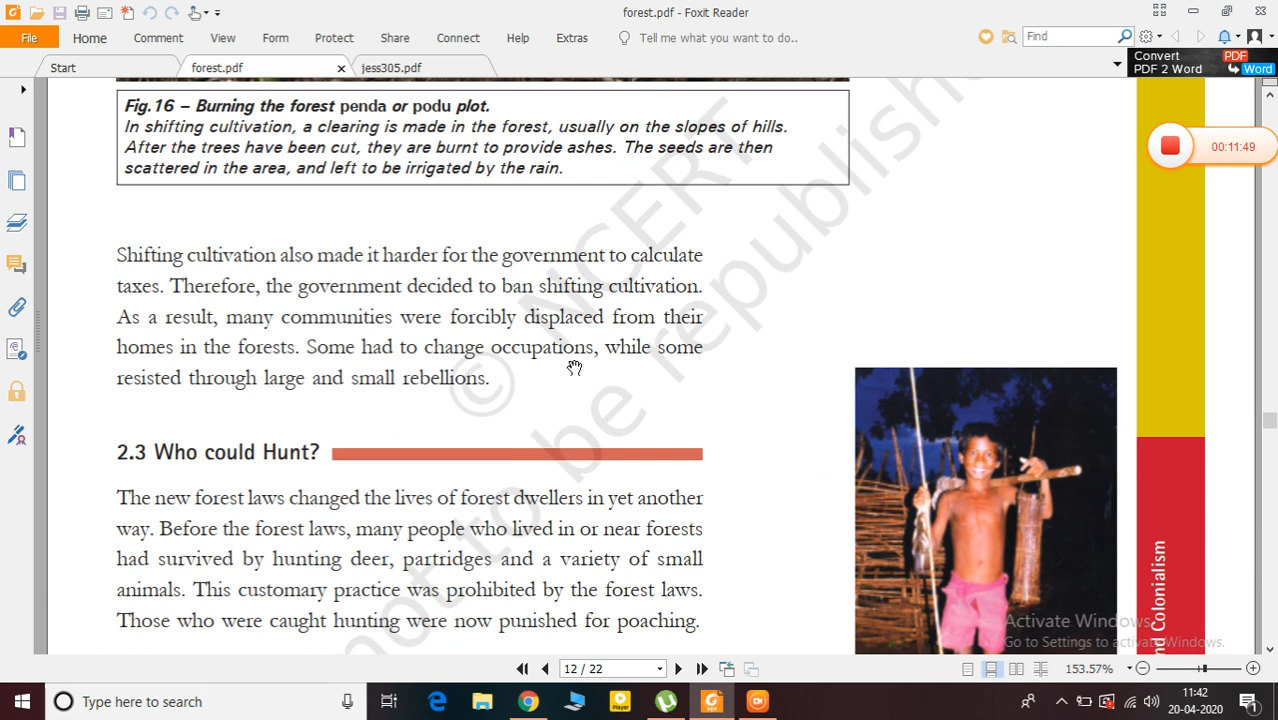 forest.pdf - Foxit Reader
File Home Comment View Form Protect Share Connect Help Extras Tell me what you want to do.. Find
Start forest.pdf jess305.pdf
Convert PDF
PDF 2 Word Word
Fig.16 – Burning the forest penda or podu plot.
In shifting cultivation, a clearing is made in the forest, usually on the slopes of hills.
After the trees have been cut, they are burnt to provide ashes. The seeds are then
scattered in the area, and left to be irrigated by the rain.
00:11:49
Shifting cultivation also made it harder for the government to calculate
taxes. Therefore, the government decided to ban shifting cultivation.
As a result, many communities were forcibly displaced from their
homes in the forests. Some had to change occupations, while some
resisted through large and small rebellions.
2.3 Who could Hunt?
The new forest laws changed the lives of forest dwellers in yet another
way. Before the forest laws, many people who lived in or near forests
had survived by hunting deer, partridges and a variety of small
animals. This customary practice was prohibited by the forest laws.
Those who were caught hunting were now punished for poaching.
© NCERT
not to be republished
Colonialism
Activate Windows
Go to Settings to activate Windows.
12 / 22
153.57%
Type here to search
11:42
20-04-2020